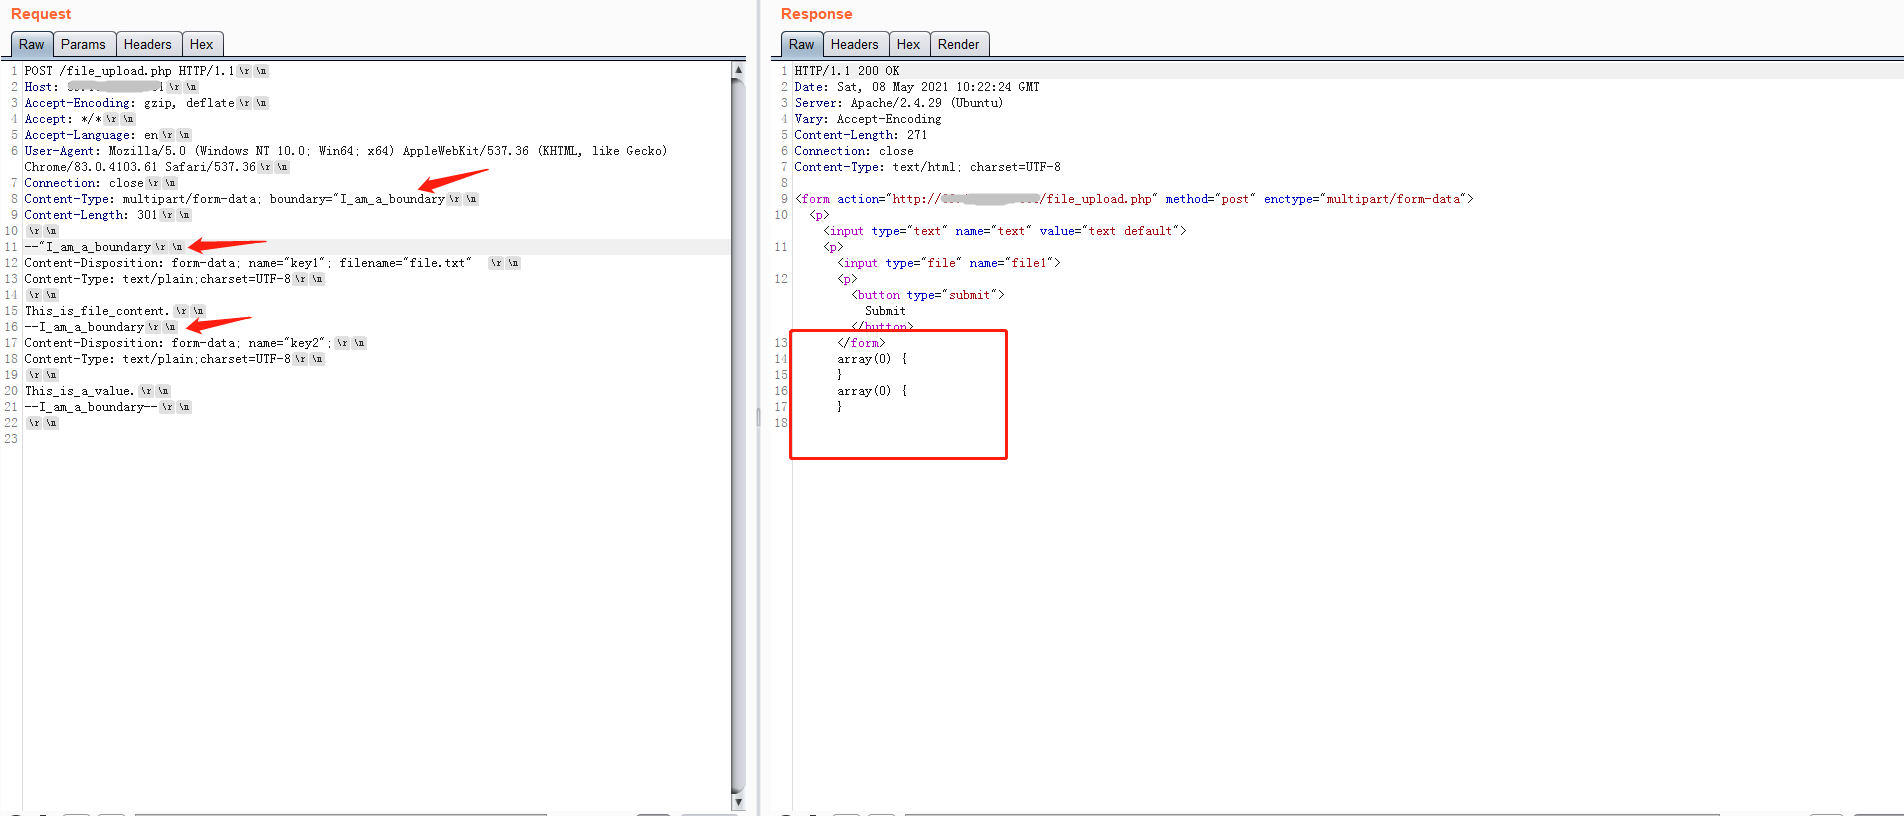 Request
Raw Params Headers Hex
1 POST /file_upload.php HTTP/1.1 \r \n
2 Host: \r \n
3 Accept-Encoding: gzip, deflate \r \n
4 Accept: */* \r \n
5 Accept-Language: en \r \n
6 User-Agent: Mozilla/5.0 (Windows NT 10.0; Win64; x64) AppleWebKit/537.36 (KHTML, like Gecko)
Chrome/83.0.4103.61 Safari/537.36 \r \n
7 Connection: close \r \n
8 Content-Type: multipart/form-data; boundary="I_am_a_boundary \r \n
9 Content-Length: 301 \r \n
10 \r \n
11 --"I_am_a_boundary \r \n
12 Content-Disposition: form-data; name="key1"; filename="file.txt" \r \n
13 Content-Type: text/plain;charset=UTF-8 \r \n
14 \r \n
15 This_is_file_content. \r \n
16 --I_am_a_boundary \r \n
17 Content-Disposition: form-data; name="key2"; \r \n
18 Content-Type: text/plain;charset=UTF-8 \r \n
19 \r \n
20 This_is_a_value. \r \n
21 --I_am_a_boundary-- \r \n
22 \r \n
23
Response
Raw Headers Hex Render
1 HTTP/1.1 200 OK
2 Date: Sat, 08 May 2021 10:22:24 GMT
3 Server: Apache/2.4.29 (Ubuntu)
4 Vary: Accept-Encoding
5 Content-Length: 271
6 Connection: close
7 Content-Type: text/html; charset=UTF-8
8
9 <form action="http:// /file_upload.php" method="post" enctype="multipart/form-data">
10 <p>
<input type="text" name="text" value="text default">
11 <p>
<input type="file" name="file1">
12 <p>
<button type="submit">
Submit
</button>
13 </form>
14 array(0) {
15 }
16 array(0) {
17 }
18